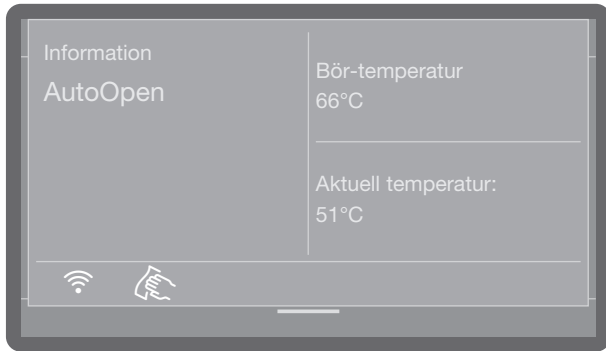 Information
AutoOpen
Bör-temperatur
66°C
Aktuell temperatur:
51°C